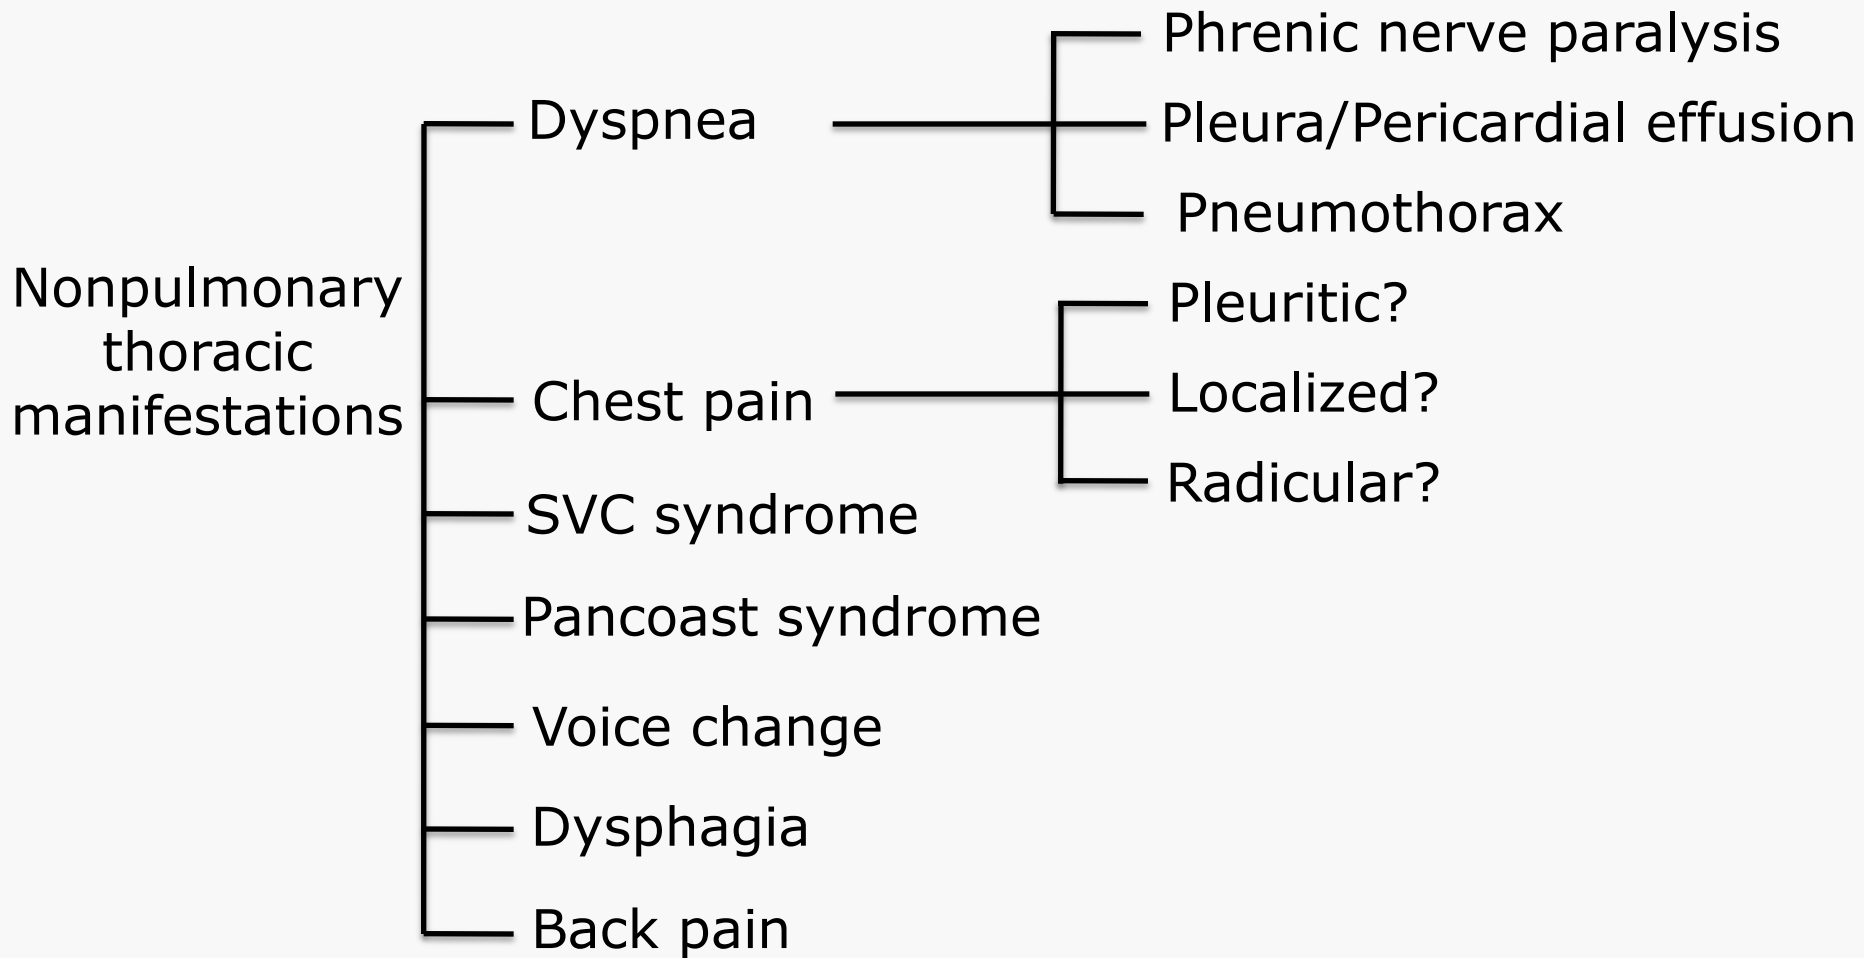 Nonpulmonary
thoracic
manifestations
Dyspnea
Phrenic nerve paralysis
Pleura/Pericardial effusion
Pneumothorax
Chest pain
Pleuritic?
Localized?
Radicular?
SVC syndrome
Pancoast syndrome
Voice change
Dysphagia
Back pain